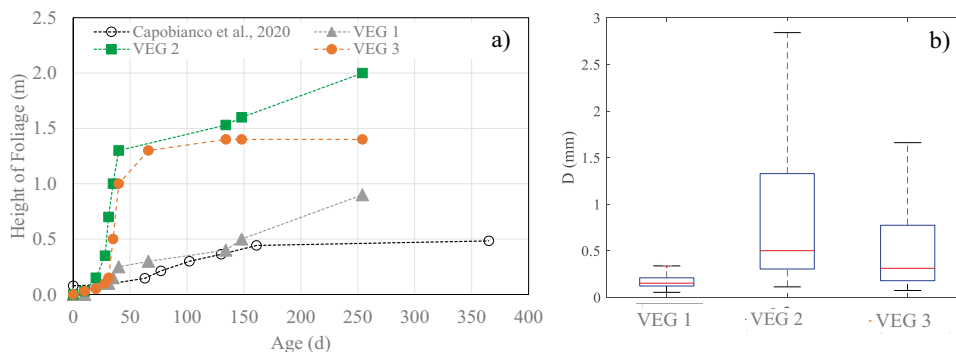 Capobianco et al., 2020
VEG 1
VEG 2
VEG 3
a)
Height of Foliage (m)
2.5
2.0
1.5
1.0
0.5
0.0
0
50
100
150
200
250
300
350
400
Age (d)
b)
D (mm)
3
2.5
2
1.5
1
0.5
0
VEG 1
VEG 2
VEG 3